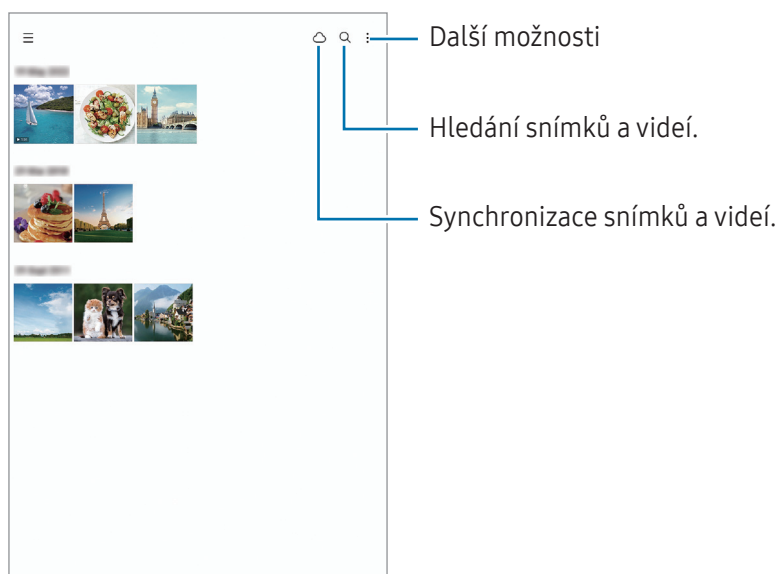 Další možnosti
Hledání snímků a videí.
Synchronizace snímků a videí.